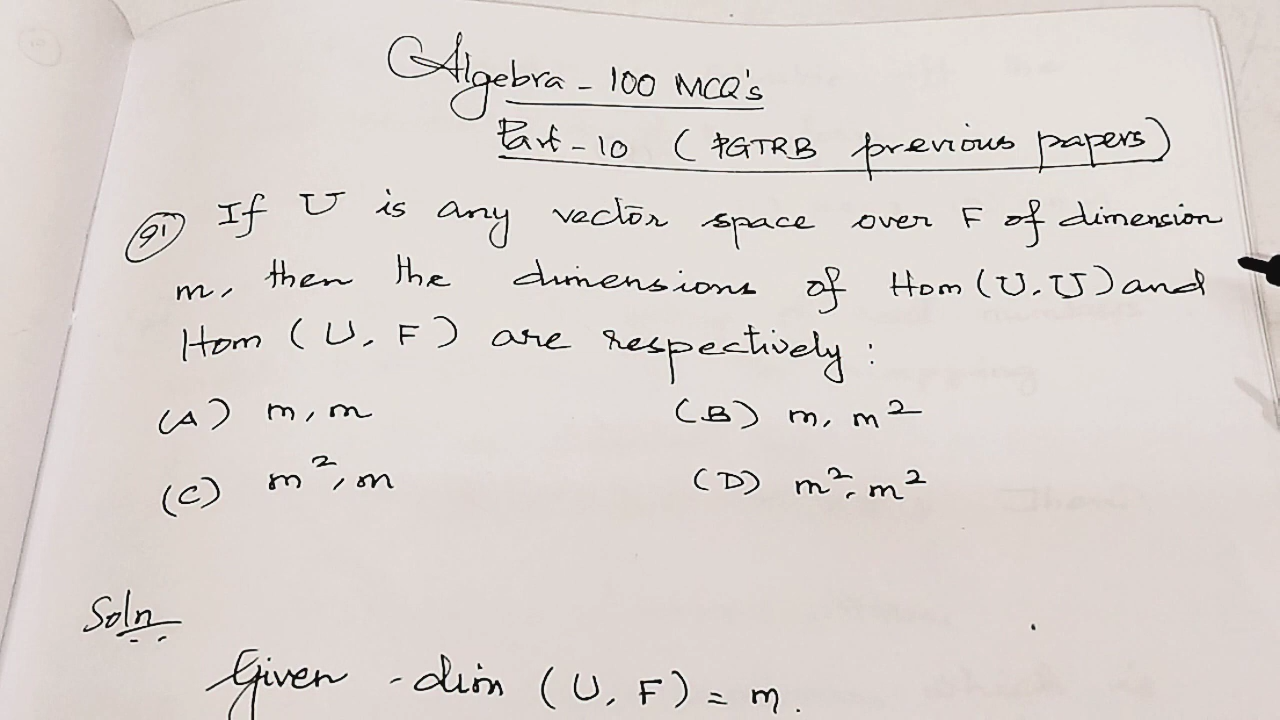 Algebra - 100 MCQ's
Part - 10 ( PGTRB previous papers)
91 If U is any vector space over F of dimension
m, then the dimensions of Hom (U, U) and
Hom (U, F) are respectively :
(A) m, m (B) m, m²
(C) m², m (D) m², m²
Soln
Given - dim (U, F) = m.